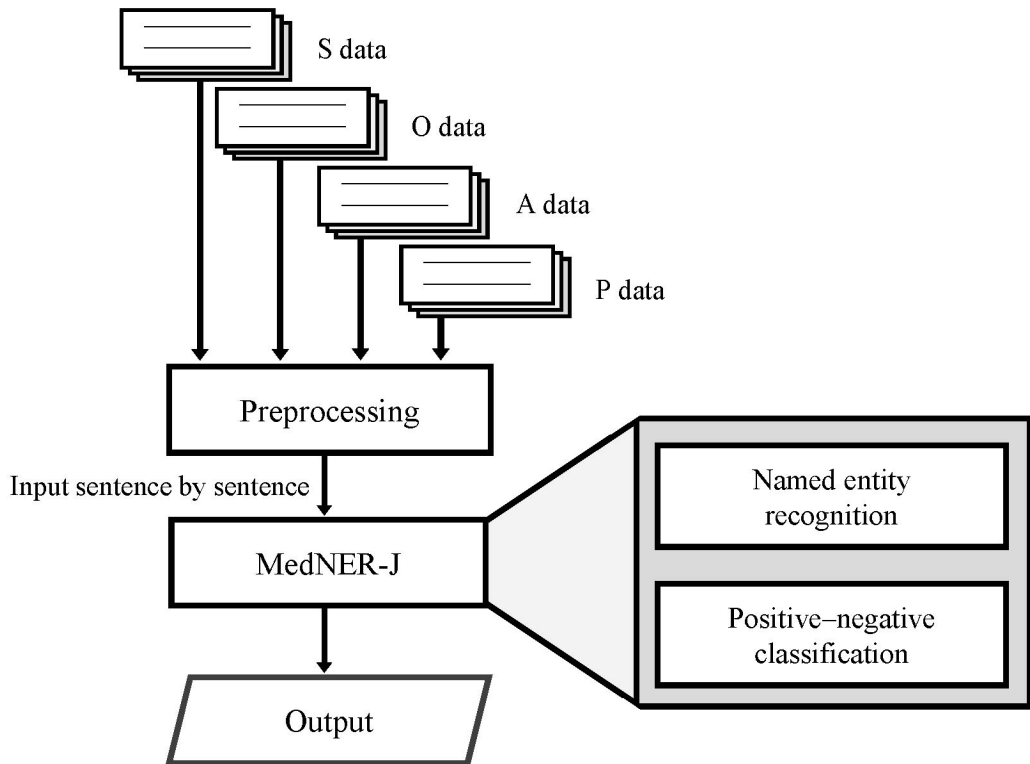 S data
O data
A data
P data
Preprocessing
Input sentence by sentence
MedNER-J
Output
Named entity
recognition
Positive–negative
classification